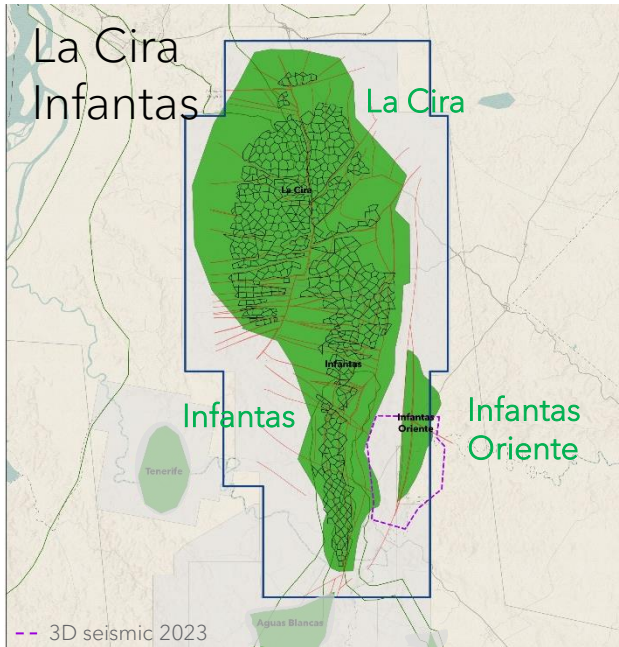 La Cira
Infantas
La Cira
La Cira
Infantas
Infantas
Infantas
Oriente
Infantas
Oriente
Tenerife
Aguas Blancas
3D seismic 2023